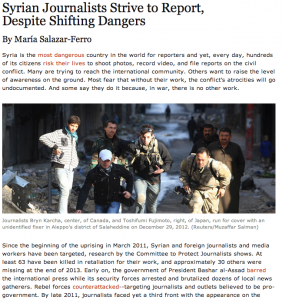 Syrian Journalists Strive to Report,
Despite Shifting Dangers
By María Salazar-Ferro
Syria is the most dangerous country in the world for reporters and yet, every day, hundreds
of its citizens risk their lives to shoot photos, record video, and file reports on the civil
conflict. Many are trying to reach the international community. Others want to raise the level
of awareness on the ground. Most fear that without their work, the conflict's atrocities will go
undocumented. And some say they do it because, in war, there is no other work.
Journalists Bryn Karcha, center, of Canada, and Toshifumi Fujimoto, right, of Japan, run for cover with an
unidentified fixer in Aleppo's district of Salaheddine on December 29, 2012. (Reuters/Muzaffar Salman)
Since the beginning of the uprising in March 2011, Syrian and foreign journalists and media
workers have been targeted, research by the Committee to Protect Journalists shows. At
least 63 have been killed in retaliation for their work, and approximately 30 others were
missing at the end of 2013. Early on, the government of President Bashar al-Assad barred
the international press while its security forces arrested and brutalized dozens of local news
gatherers. Rebel forces counterattacked--targeting journalists and outlets believed to be pro-
government. By late 2011, journalists faced yet a third front with the appearance on the